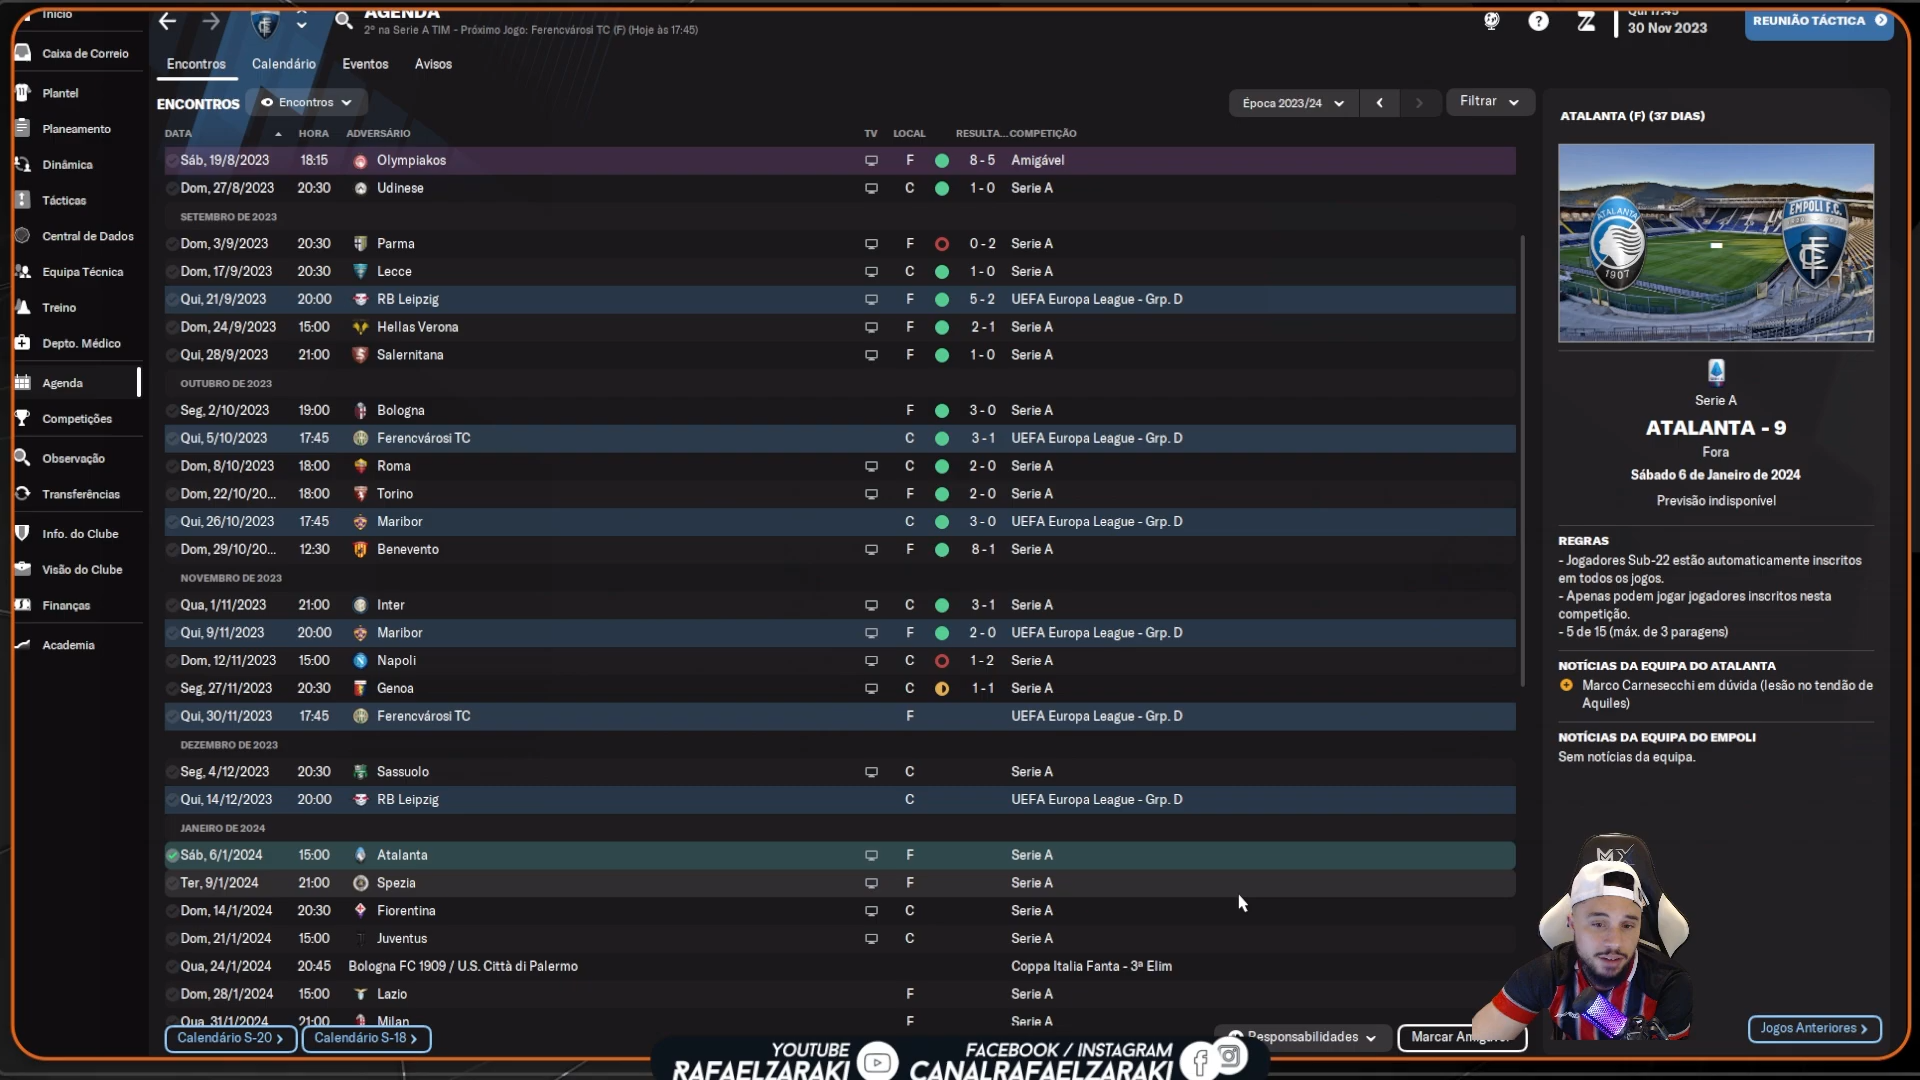 Início
Caixa de Correio
Plantel
Planeamento
Dinâmica
Tácticas
Central de Dados
Equipa Técnica
Treino
Depto. Médico
Agenda
Competições
Observação
Transferências
Info. do Clube
Visão do Clube
Finanças
Academia
AGENDA
2º na Serie A TIM - Próximo Jogo: Ferencvárosi TC (F) (Hoje às 17:45)
Qui 17:45
30 Nov 2023
REUNIÃO TÁCTICA
Encontros Calendário Eventos Avisos
ENCONTROS Encontros
Época 2023/24 Filtrar
DATA HORA ADVERSÁRIO TV LOCAL RESULTA... COMPETIÇÃO
Sáb, 19/8/2023 18:15 Olympiakos F 8 - 5 Amigável
Dom, 27/8/2023 20:30 Udinese C 1 - 0 Serie A
SETEMBRO DE 2023
Dom, 3/9/2023 20:30 Parma F 0 - 2 Serie A
Dom, 17/9/2023 20:30 Lecce C 1 - 0 Serie A
Qui, 21/9/2023 20:00 RB Leipzig F 5 - 2 UEFA Europa League - Grp. D
Dom, 24/9/2023 15:00 Hellas Verona F 2 - 1 Serie A
Qui, 28/9/2023 21:00 Salernitana F 1 - 0 Serie A
OUTUBRO DE 2023
Seg, 2/10/2023 19:00 Bologna F 3 - 0 Serie A
Qui, 5/10/2023 17:45 Ferencvárosi TC C 3 - 1 UEFA Europa League - Grp. D
Dom, 8/10/2023 18:00 Roma C 2 - 0 Serie A
Dom, 22/10/20... 18:00 Torino F 2 - 0 Serie A
Qui, 26/10/2023 17:45 Maribor C 3 - 0 UEFA Europa League - Grp. D
Dom, 29/10/20... 12:30 Benevento F 8 - 1 Serie A
NOVEMBRO DE 2023
Qua, 1/11/2023 21:00 Inter C 3 - 1 Serie A
Qui, 9/11/2023 20:00 Maribor F 2 - 0 UEFA Europa League - Grp. D
Dom, 12/11/2023 15:00 Napoli C 1 - 2 Serie A
Seg, 27/11/2023 20:30 Genoa C 1 - 1 Serie A
Qui, 30/11/2023 17:45 Ferencvárosi TC F UEFA Europa League - Grp. D
DEZEMBRO DE 2023
Seg, 4/12/2023 20:30 Sassuolo C Serie A
Qui, 14/12/2023 20:00 RB Leipzig C UEFA Europa League - Grp. D
JANEIRO DE 2024
Sáb, 6/1/2024 15:00 Atalanta F Serie A
Ter, 9/1/2024 21:00 Spezia F Serie A
Dom, 14/1/2024 20:30 Fiorentina C Serie A
Dom, 21/1/2024 15:00 Juventus C Serie A
Qua, 24/1/2024 20:45 Bologna FC 1909 / U.S. Città di Palermo Coppa Italia Fanta - 3ª Elim
Dom, 28/1/2024 15:00 Lazio F Serie A
Qua, 31/1/2024 21:00 Milan F Serie A
Calendário S-20 Calendário S-18 Responsabilidades Marcar
ATALANTA (F) (37 DIAS)
ATALANTA
1907
EMPOLI F.C.
Serie A
ATALANTA - 9
Fora
Sábado 6 de Janeiro de 2024
Previsão indisponível
REGRAS
- Jogadores Sub-22 estão automaticamente inscritos
em todos os jogos.
- Apenas podem jogar jogadores inscritos nesta
competição.
- 5 de 15 (máx. de 3 paragens)
NOTÍCIAS DA EQUIPA DO ATALANTA
Marco Carnesecchi em dúvida (lesão no tendão de
Aquiles)
NOTÍCIAS DA EQUIPA DO EMPOLI
Sem notícias da equipa.
Jogos Anteriores
YOUTUBE
RAFAELZARAKI
FACEBOOK / INSTAGRAM
CANALRAFAELZARAKI